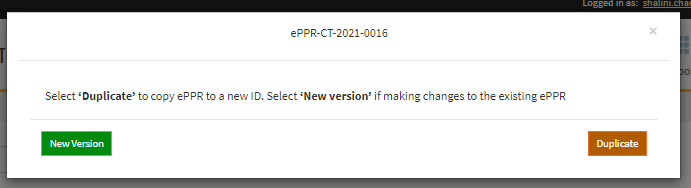 Logged in as: shalini.cha
ePPR-CT-2021-0016
×
Select ‘Duplicate’ to copy ePPR to a new ID. Select ‘New version’ if making changes to the existing ePPR
New Version Duplicate